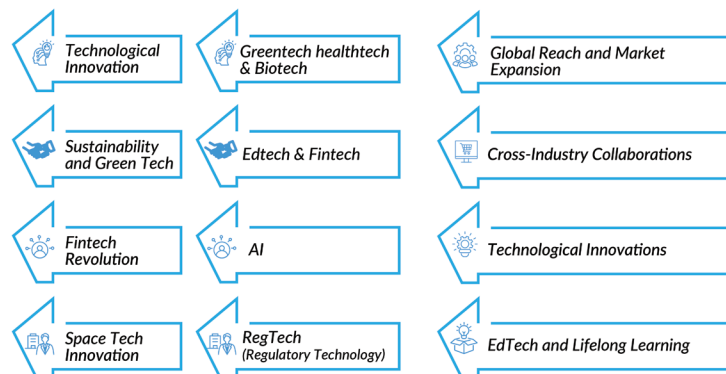 Technological
Innovation
Greentech healthtech
& Biotech
Global Reach and Market
Expansion
Sustainability
and Green Tech
Edtech & Fintech
Cross-Industry Collaborations
Fintech
Revolution
AI
Technological Innovations
Space Tech
Innovation
RegTech
(Regulatory Technology)
EdTech and Lifelong Learning